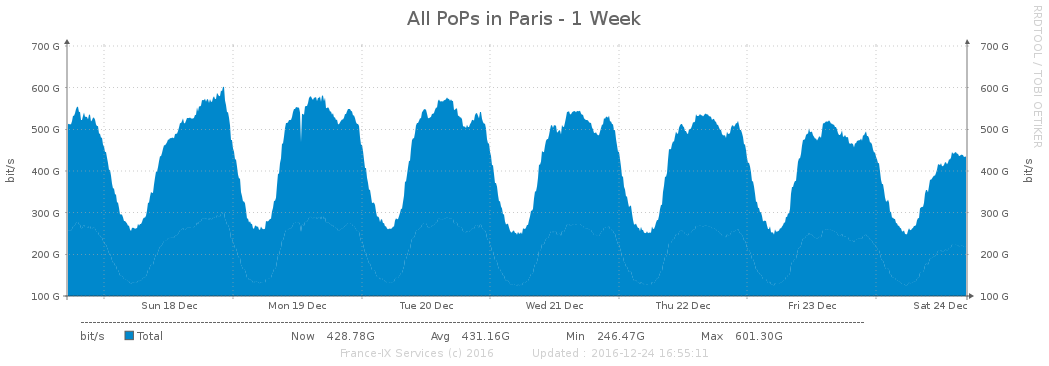 All PoPs in Paris - 1 Week
RRDTOOL / TOBI OETIKER
700 G 700 G
600 G 600 G
500 G 500 G
400 G 400 G
300 G 300 G
200 G 200 G
100 G 100 G
bit/s bit/s
Sun 18 Dec Mon 19 Dec Tue 20 Dec Wed 21 Dec Thu 22 Dec Fri 23 Dec Sat 24 Dec
bit/s Total Now 428.78G Avg 431.16G Min 246.47G Max 601.30G
France-IX Services (c) 2016 Updated : 2016-12-24 16:55:11